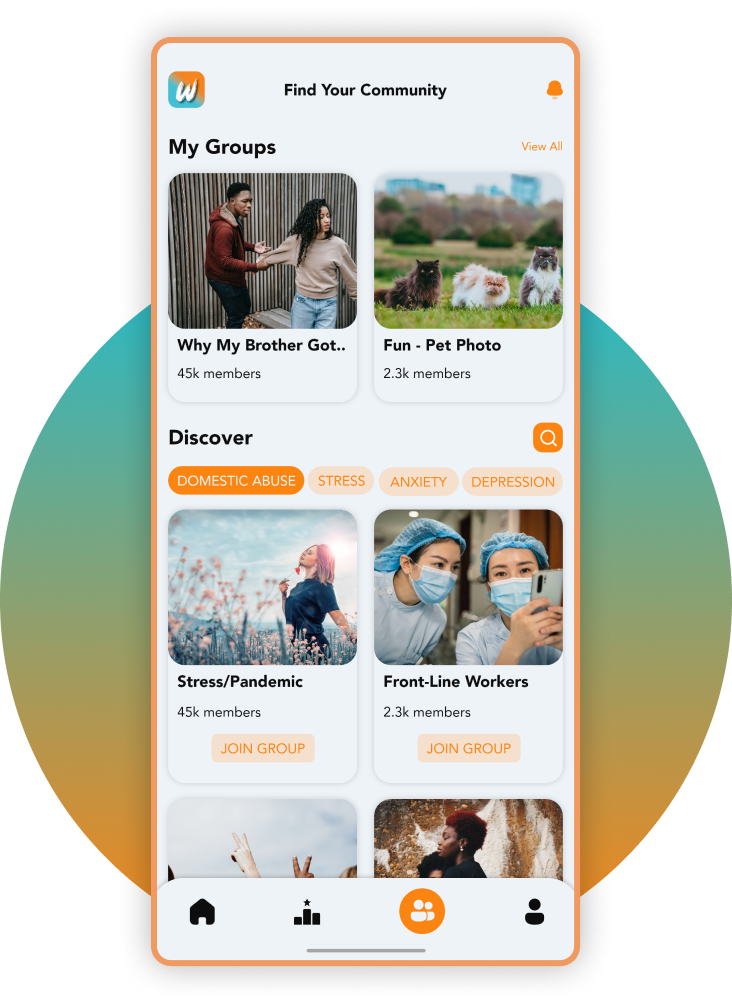 W
Find Your Community
My Groups
View All
Why My Brother Got..
Fun - Pet Photo
45k members
2.3k members
Discover
DOMESTIC ABUSE
STRESS
ANXIETY
DEPRESSION
Stress/Pandemic
Front-Line Workers
45k members
2.3k members
JOIN GROUP
JOIN GROUP